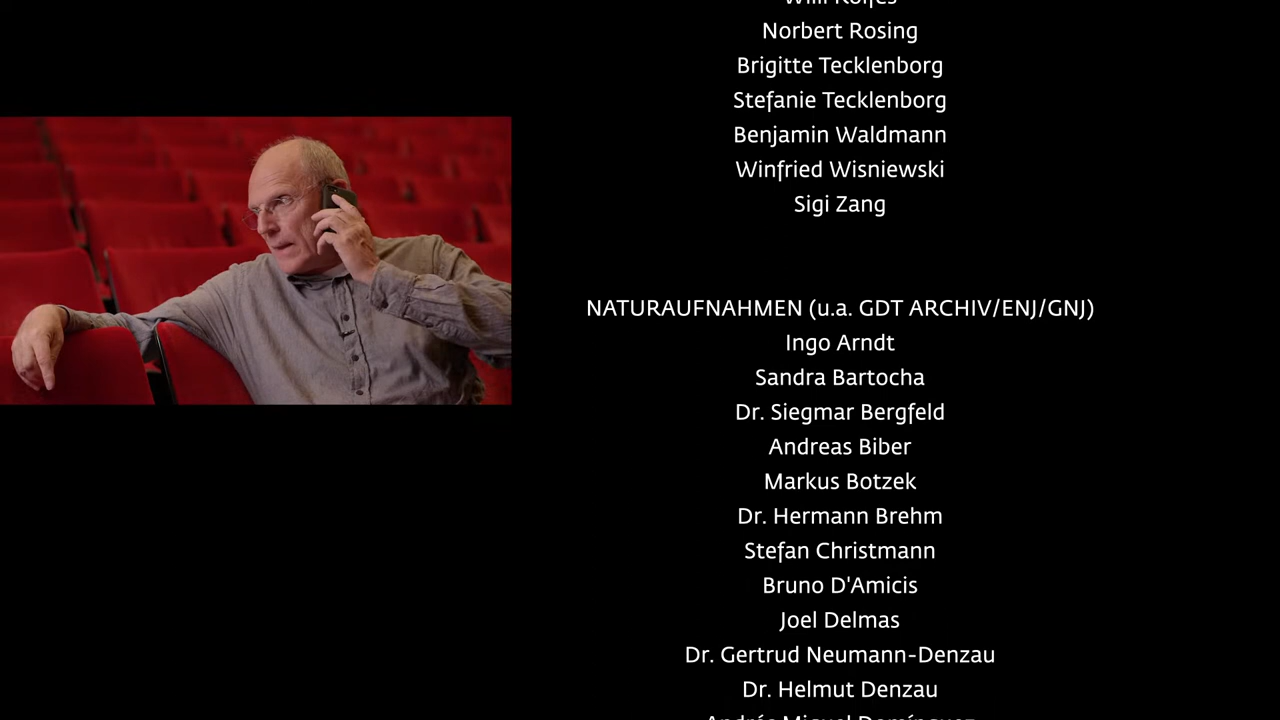 Norbert Rosing
Brigitte Tecklenborg
Stefanie Tecklenborg
Benjamin Waldmann
Winfried Wisniewski
Sigi Zang
NATURAUFNAHMEN (u.a. GDT ARCHIV/ENJ/GNJ)
Ingo Arndt
Sandra Bartocha
Dr. Siegmar Bergfeld
Andreas Biber
Markus Botzek
Dr. Hermann Brehm
Stefan Christmann
Bruno D'Amicis
Joel Delmas
Dr. Gertrud Neumann-Denzau
Dr. Helmut Denzau